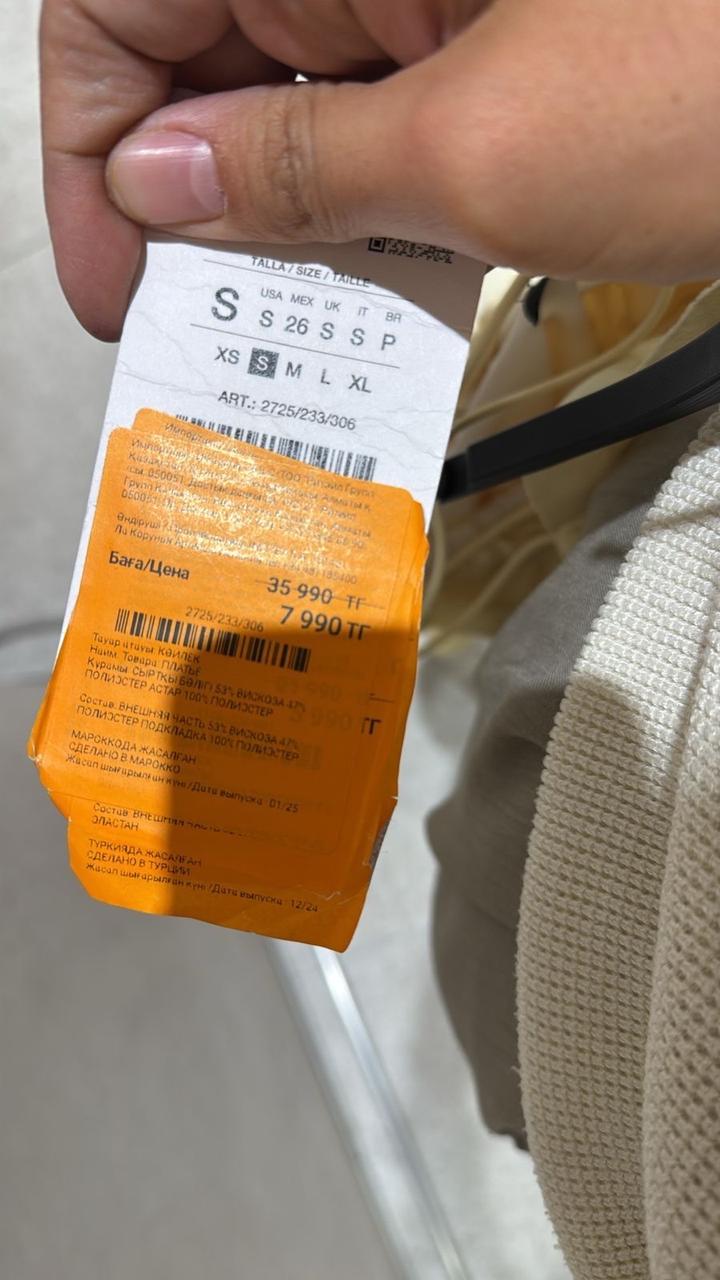 TALLA / SIZE / TAILLE
USA MEX UK IT BR
S S 26 S S P
XS S M L XL
ART.: 2725/233/306
Импортер
Баға/Цена
35 990 ТГ
7 990 ТГ
2725/233/306
Тауар атауы: КӨЙЛЕК
Наим. Товара: ПЛАТЬЕ
Құрамы: СЫРТҚЫ БӨЛІГІ 53% ВИСКОЗА 47%
ПОЛИЭСТЕР АСТАР 100% ПОЛИЭСТЕР
Состав: ВНЕШНЯЯ ЧАСТЬ 53% ВИСКОЗА 47%
ПОЛИЭСТЕР ПОДКЛАДКА 100% ПОЛИЭСТЕР
МАРОККОДА ЖАСАЛҒАН
СДЕЛАНО В МАРОККО
Жасап шығарылған күні /Дата выпуска : 01/25
Состав: ВНЕШНЯЯ ЧАСТЬ
ЭЛАСТАН
ТҮРКИЯДА ЖАСАЛҒАН
СДЕЛАНО В ТУРЦИИ
Жасап шығарылған күні /Дата выпуска : 12/24